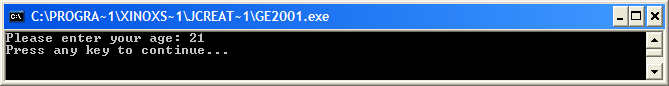 C:\PROGRA~1\XINOXS~1\JCREAT~1\GE2001.exe
Please enter your age: 21
Press any key to continue...